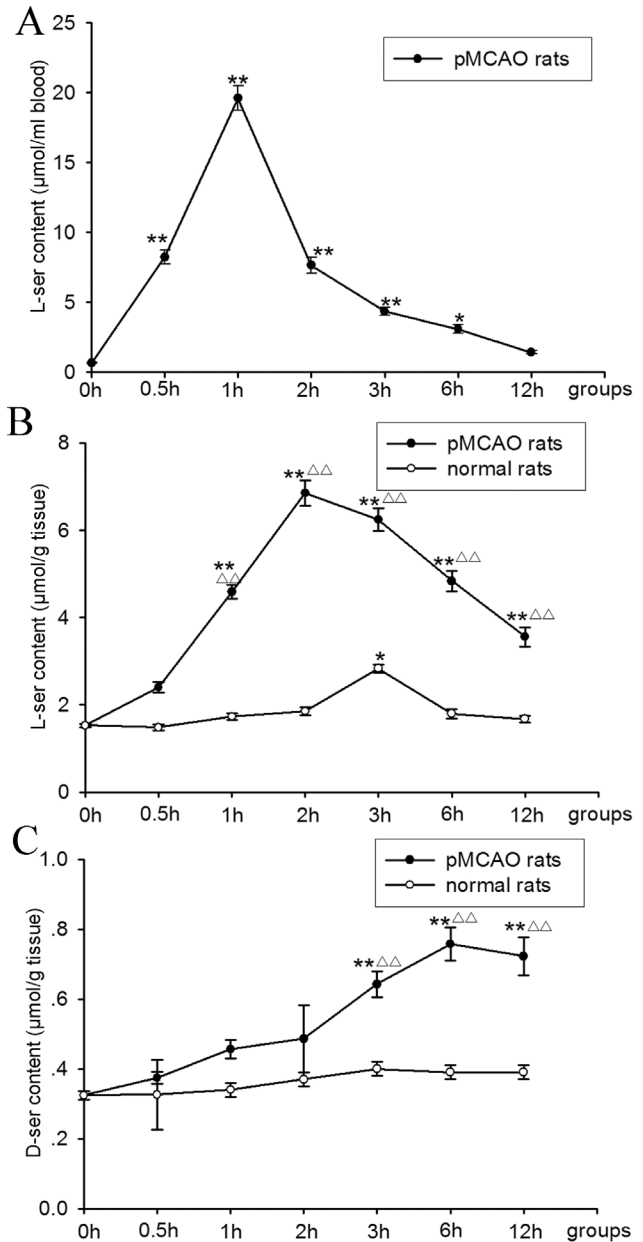 A
25
20
15
10
5
0
L-ser content (μmol/ml blood)
pMCAO rats
**
**
**
**
*
0h 0.5h 1h 2h 3h 6h 12h groups
B
8
6
4
2
0
L-ser content (μmol/g tissue)
pMCAO rats
normal rats
**△△
**△△
**
△△
**△△
**△△
*
0h 0.5h 1h 2h 3h 6h 12h groups
C
1.0
.8
.6
.4
.2
0.0
D-ser content (μmol/g tissue)
pMCAO rats
normal rats
**△△
**△△
**△△
0h 0.5h 1h 2h 3h 6h 12h groups